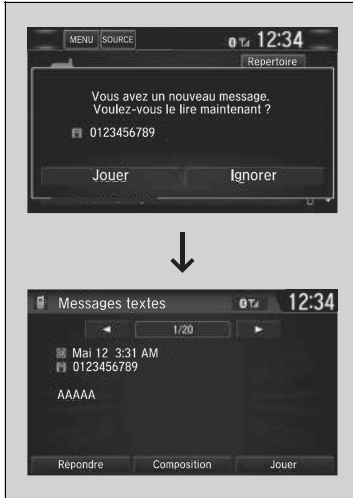 MENU SOURCE 12:34
Répertoire
Vous avez un nouveau message.
Voulez-vous le lire maintenant ?
0123456789
Jouer Ignorer
Messages textes 12:34
1/20
Mai 12 3:31 AM
0123456789
AAAAA
Répondre Composition Jouer